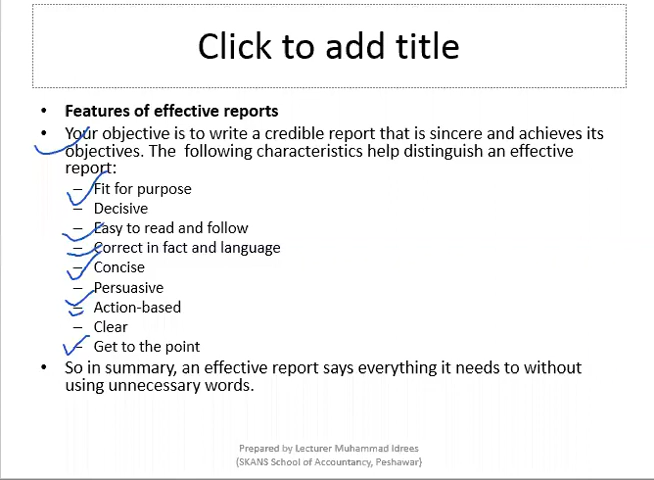 Click to add title
• Features of effective reports
• Your objective is to write a credible report that is sincere and achieves its
objectives. The following characteristics help distinguish an effective
report:
– Fit for purpose
– Decisive
– Easy to read and follow
– Correct in fact and language
– Concise
– Persuasive
– Action-based
– Clear
– Get to the point
• So in summary, an effective report says everything it needs to without
using unnecessary words.
Prepared by Lecturer Muhammad Idrees
(SKANS School of Accountancy, Peshawar)